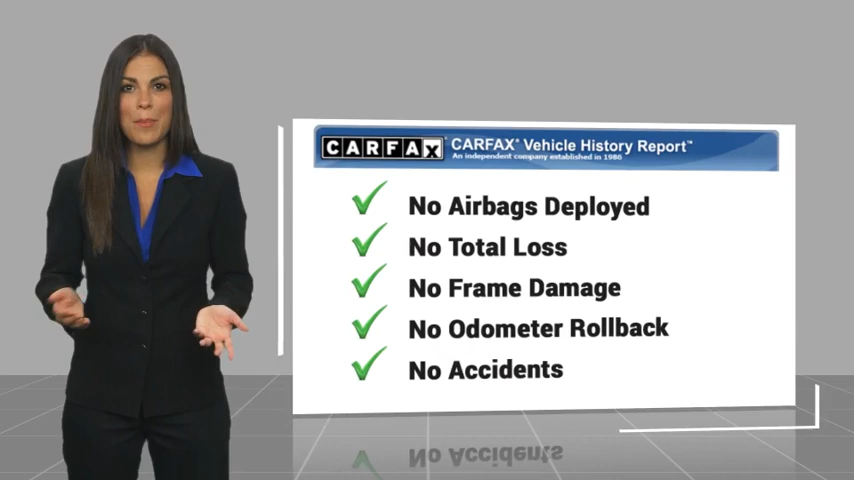 CARFAX
CARFAX® Vehicle History Report™
An independent company established in 1986
No Airbags Deployed
No Total Loss
No Frame Damage
No Odometer Rollback
No Accidents
No Accidents